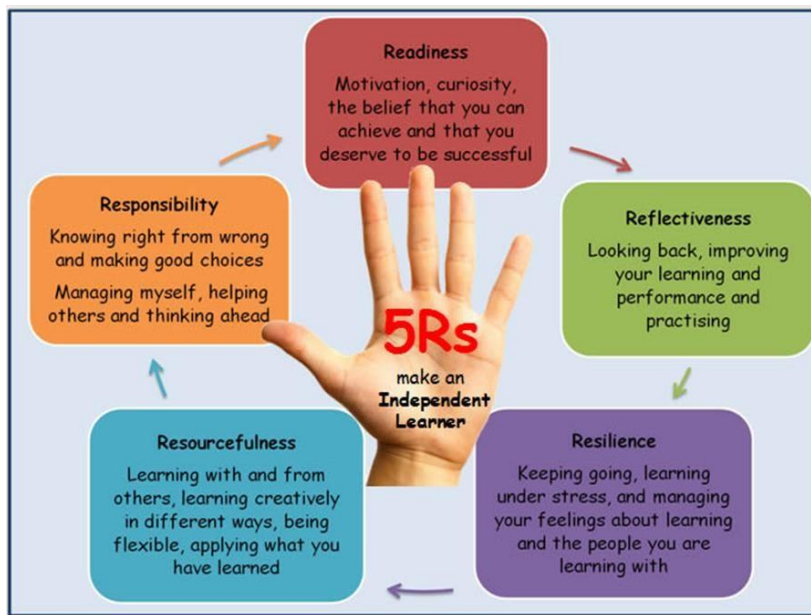 Readiness
Motivation, curiosity,
the belief that you can
achieve and that you
deserve to be successful
Reflectiveness
Looking back, improving
your learning and
performance and
practising
Resilience
Keeping going, learning
under stress, and managing
your feelings about learning
and the people you are
learning with
Resourcefulness
Learning with and from
others, learning creatively
in different ways, being
flexible, applying what you
have learned
Responsibility
Knowing right from wrong
and making good choices
Managing myself, helping
others and thinking ahead
5Rs
make an
Independent
Learner